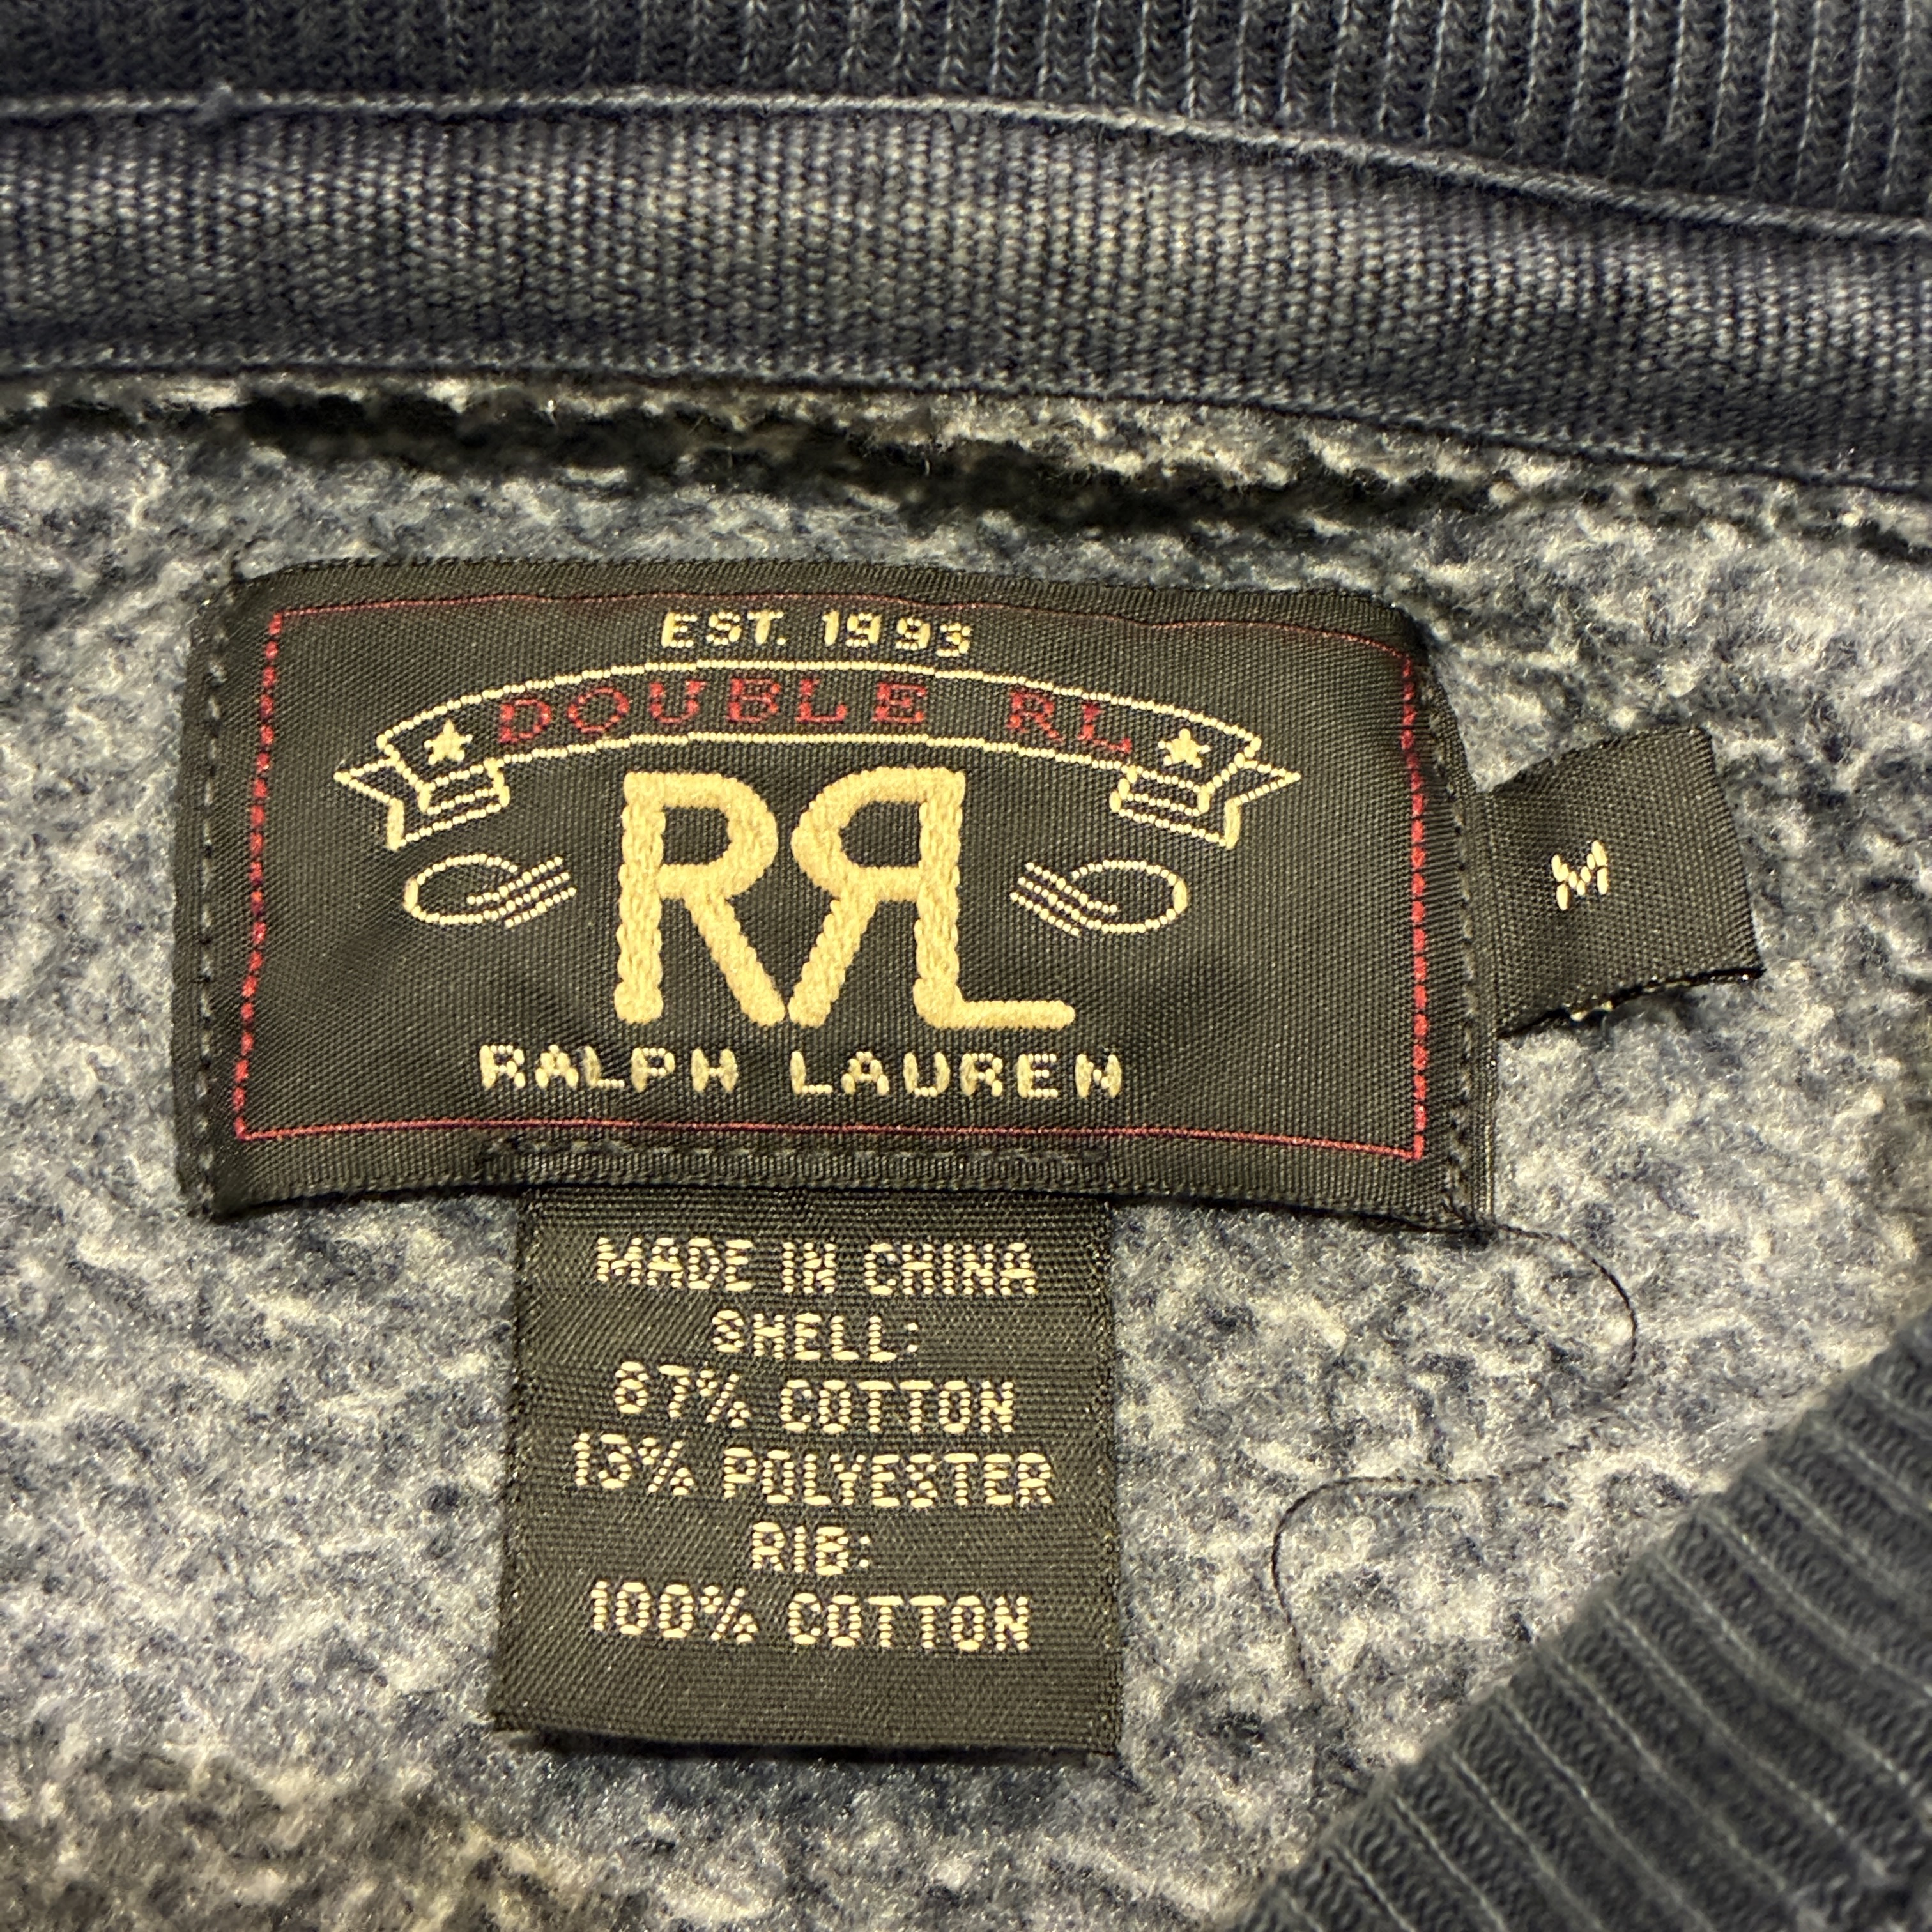 EST. 1993
DOUBLE RL
RRL
RALPH LAUREN
M
MADE IN CHINA
SHELL:
87% COTTON
13% POLYESTER
RIB:
100% COTTON